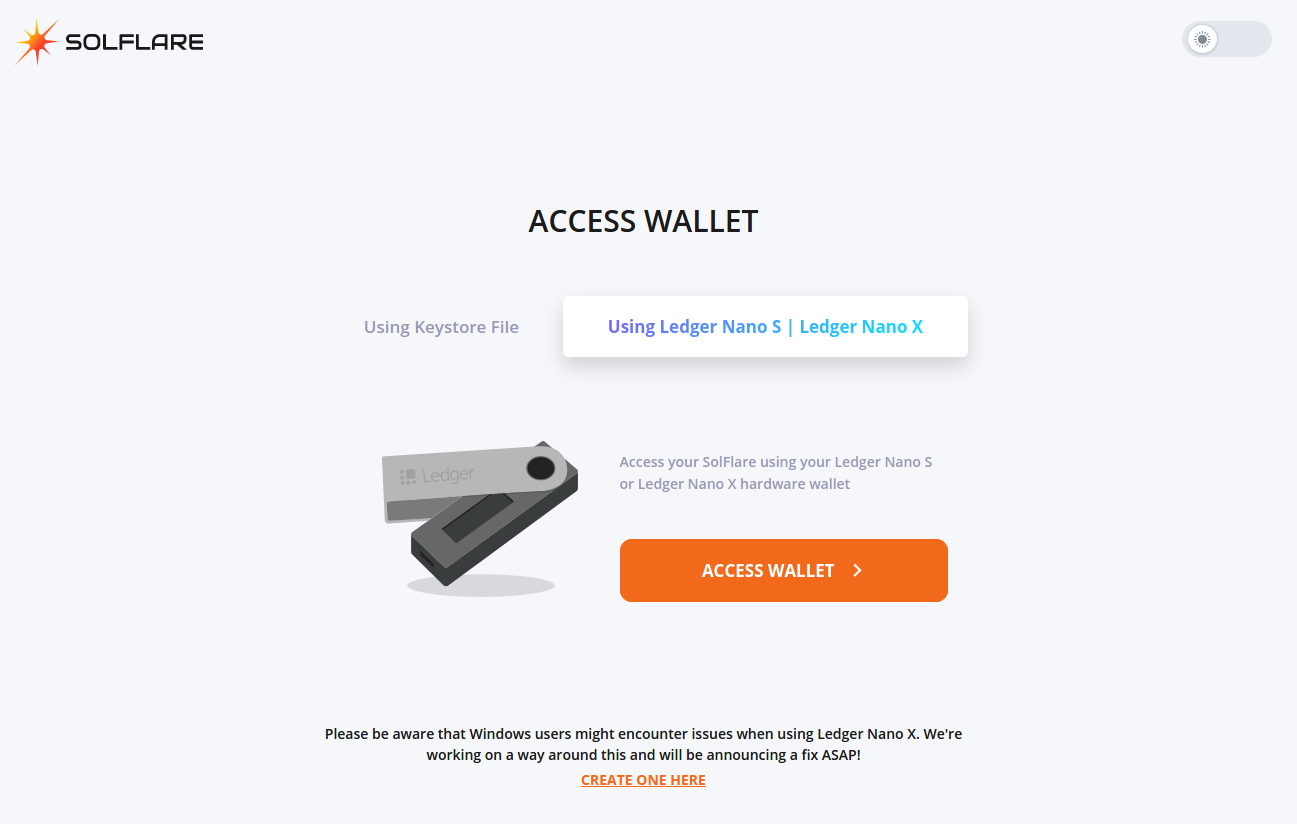 SOLFLARE
ACCESS WALLET
Using Keystore File
Using Ledger Nano S | Ledger Nano X
Ledger
Access your SolFlare using your Ledger Nano S
or Ledger Nano X hardware wallet
ACCESS WALLET
Please be aware that Windows users might encounter issues when using Ledger Nano X. We're
working on a way around this and will be announcing a fix ASAP!
CREATE ONE HERE